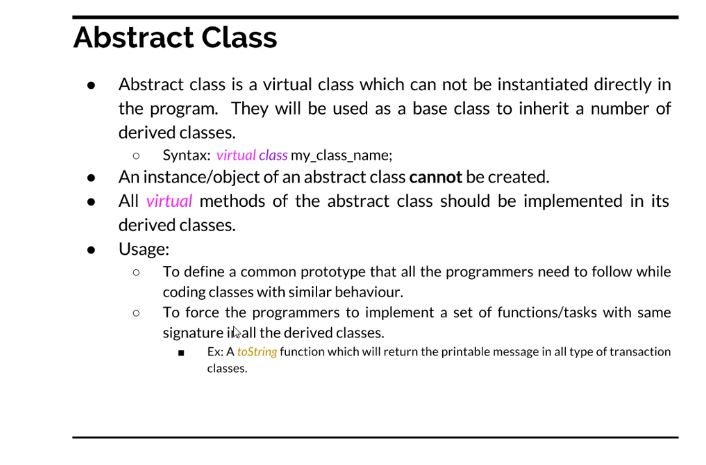 Abstract Class
● Abstract class is a virtual class which can not be instantiated directly in
the program. They will be used as a base class to inherit a number of
derived classes.
○ Syntax: virtual class my_class_name;
● An instance/object of an abstract class cannot be created.
● All virtual methods of the abstract class should be implemented in its
derived classes.
● Usage:
○ To define a common prototype that all the programmers need to follow while
coding classes with similar behaviour.
○ To force the programmers to implement a set of functions/tasks with same
signature in all the derived classes.
■ Ex: A toString function which will return the printable message in all type of transaction
classes.